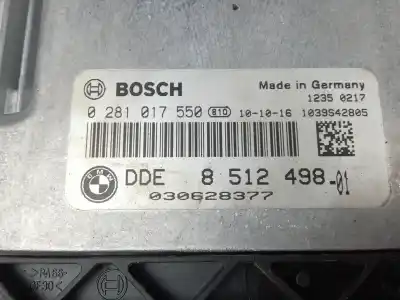 BOSCH
Made in Germany
1235 0217
0 281 017 550 10-10-16 1039S42805
BMW
DDE 8 512 498-01
030628377